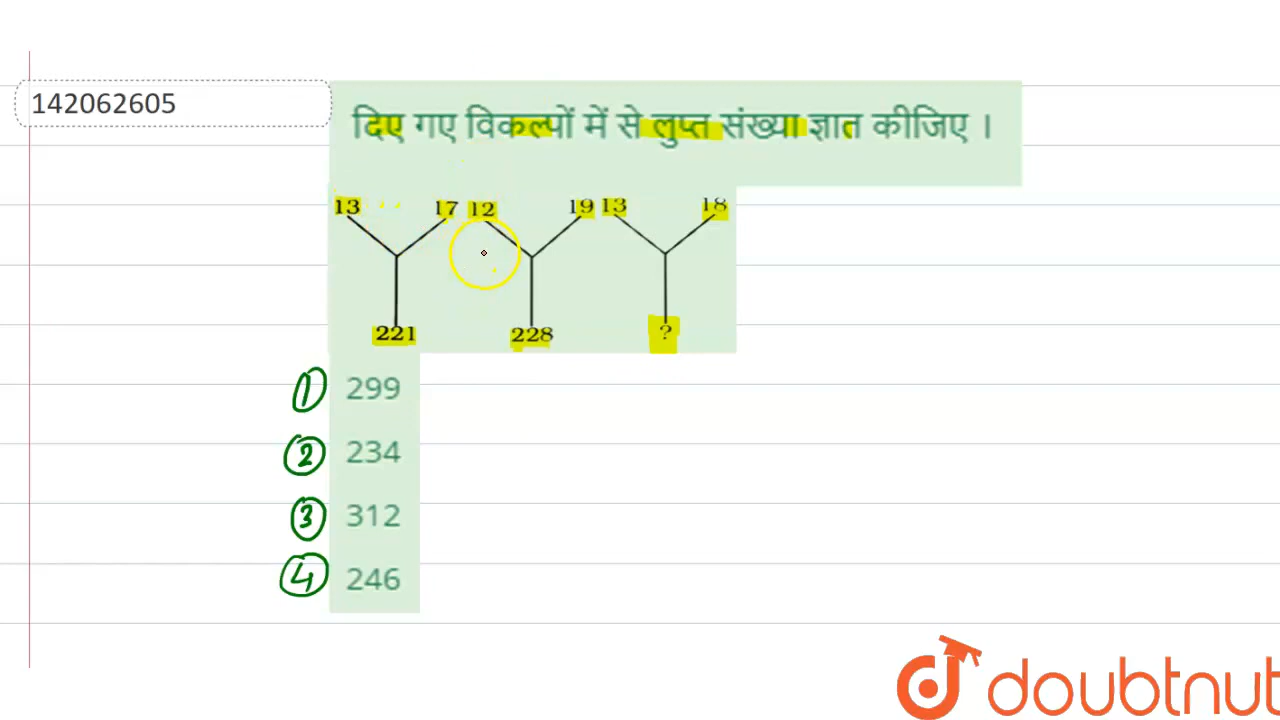 142062605
दिए गए विकल्पों में से लुप्त संख्या ज्ञात कीजिए ।
13 17 12 19 13 18
221 228 ?
① 299
② 234
③ 312
④ 246
doubtnut